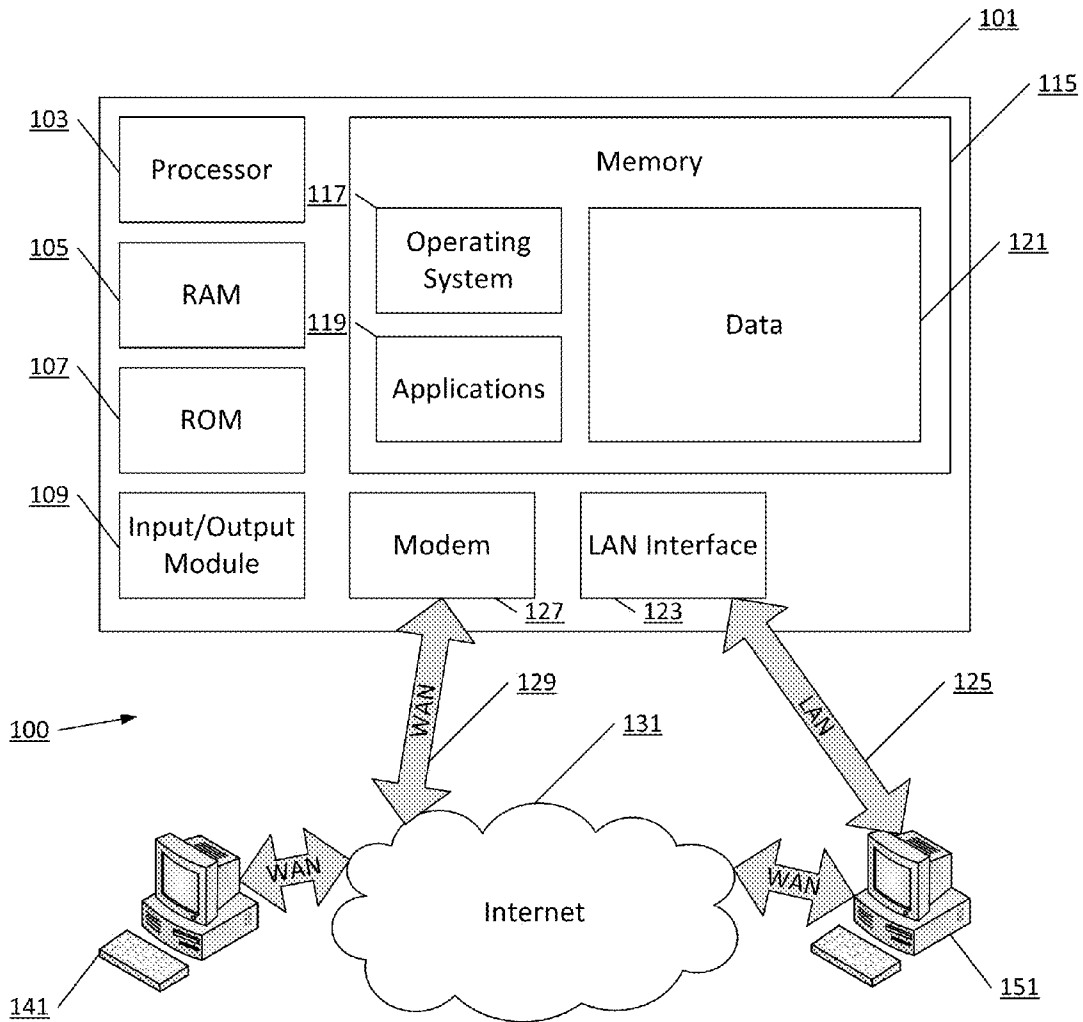 101
115
103
Processor
Memory
117
Operating
System
121
105
RAM
Data
119
Applications
107
ROM
109
Input/Output
Module
Modem
LAN Interface
127
123
129
WAN
125
LAN
100
131
WAN
WAN
Internet
141
151